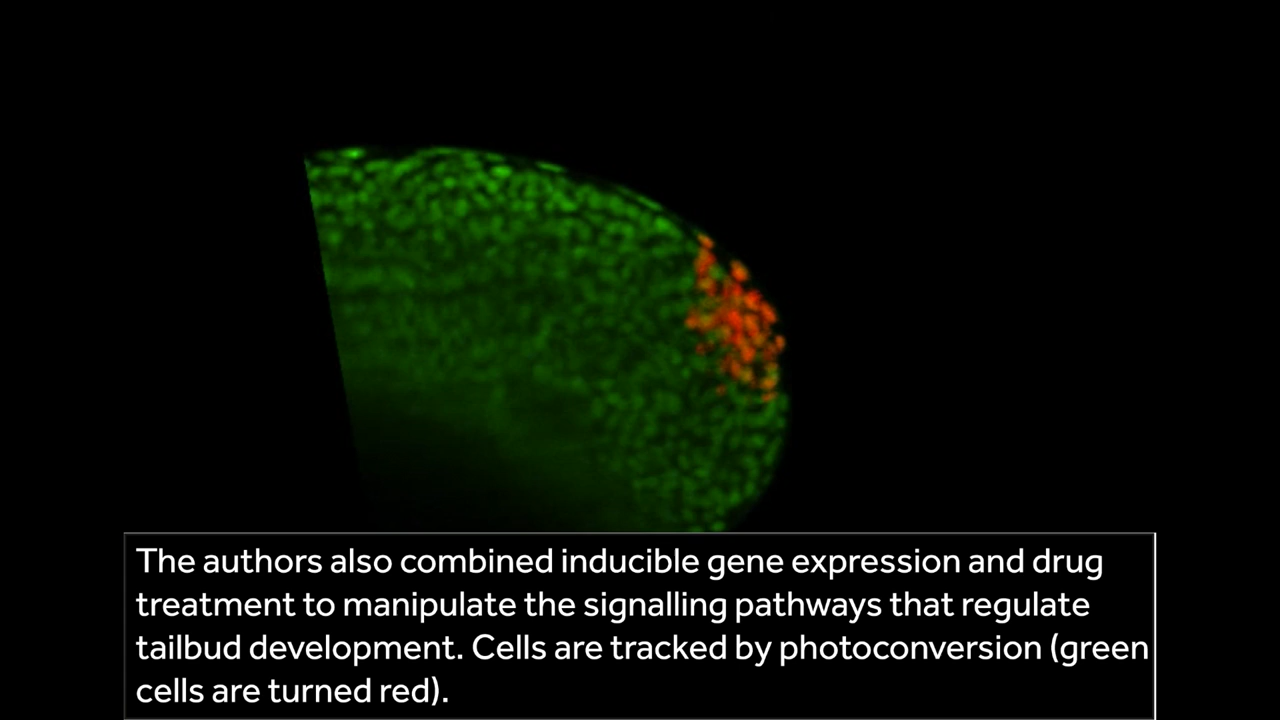 The authors also combined inducible gene expression and drug
treatment to manipulate the signalling pathways that regulate
tailbud development. Cells are tracked by photoconversion (green
cells are turned red).